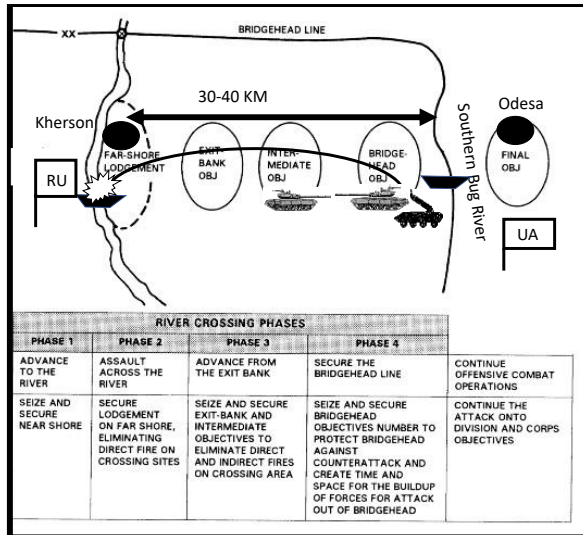 XX
BRIDGEHEAD LINE
30-40 KM
Kherson
Odesa
FAR-SHORE
LODGEMENT
EXIT-
BANK
OBJ
INTER-
MEDIATE
OBJ
BRIDGE-
HEAD
OBJ
FINAL
OBJ
Southern Bug River
RU
UA
RIVER CROSSING PHASES
PHASE 1
PHASE 2
PHASE 3
PHASE 4
ADVANCE
TO THE
RIVER
ASSAULT
ACROSS THE
RIVER
ADVANCE FROM
THE EXIT BANK
SECURE THE
BRIDGEHEAD LINE
CONTINUE
OFFENSIVE COMBAT
OPERATIONS
SEIZE AND
SECURE
NEAR SHORE
SECURE
LODGEMENT
ON FAR SHORE,
ELIMINATING
DIRECT FIRE ON
CROSSING SITES
SEIZE AND SECURE
EXIT-BANK AND
INTERMEDIATE
OBJECTIVES TO
ELIMINATE DIRECT
AND INDIRECT FIRES
ON CROSSING AREA
SEIZE AND SECURE
BRIDGEHEAD
OBJECTIVES NUMBER TO
PROTECT BRIDGEHEAD
AGAINST
COUNTERATTACK AND
CREATE TIME AND
SPACE FOR THE BUILDUP
OF FORCES FOR ATTACK
OUT OF BRIDGEHEAD
CONTINUE THE
ATTACK ONTO
DIVISION AND CORPS
OBJECTIVES